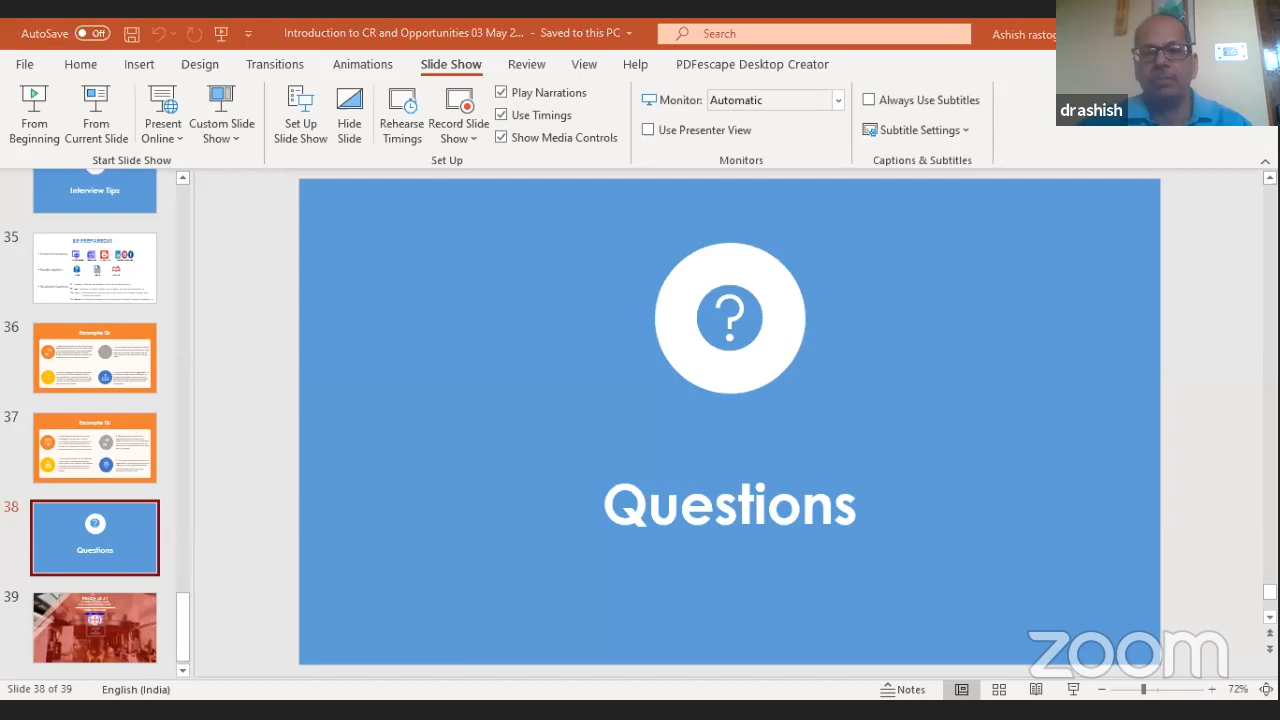 AutoSave Off Introduction to CR and Opportunities 03 May 2... - Saved to this PC Search Ashish rastog
drashish
File Home Insert Design Transitions Animations Slide Show Review View Help PDFescape Desktop Creator
From Beginning
From Current Slide
Present Online
Custom Slide Show
Start Slide Show
Set Up Slide Show
Hide Slide
Rehearse Timings
Record Slide Show
Play Narrations
Use Timings
Show Media Controls
Set Up
Monitor: Automatic
Use Presenter View
Monitors
Always Use Subtitles
Subtitle Settings
Captions & Subtitles
Interview Tips
35
36
Example Q:
37
Example Q:
38
Questions
39
Questions
zoom
Slide 38 of 39 English (India) Notes 72%